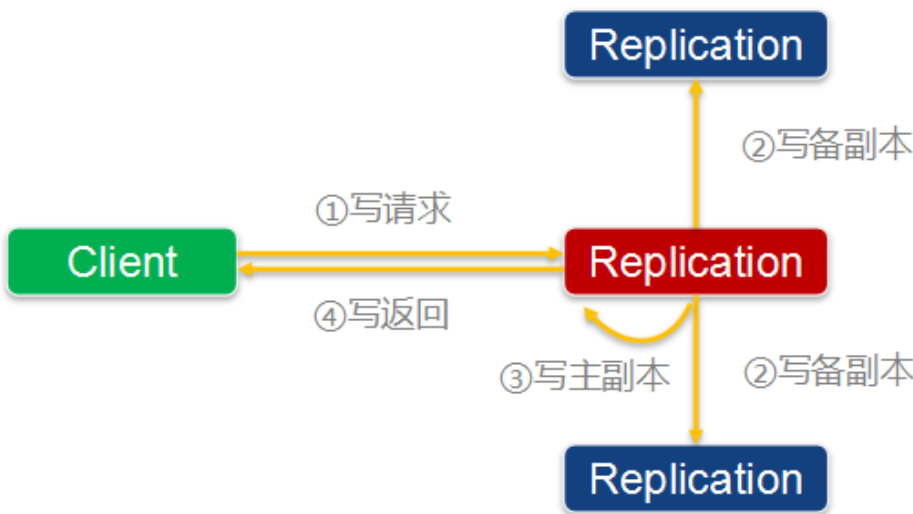 Replication
②写备副本
①写请求
Client
Replication
④写返回
③写主副本
②写备副本
Replication